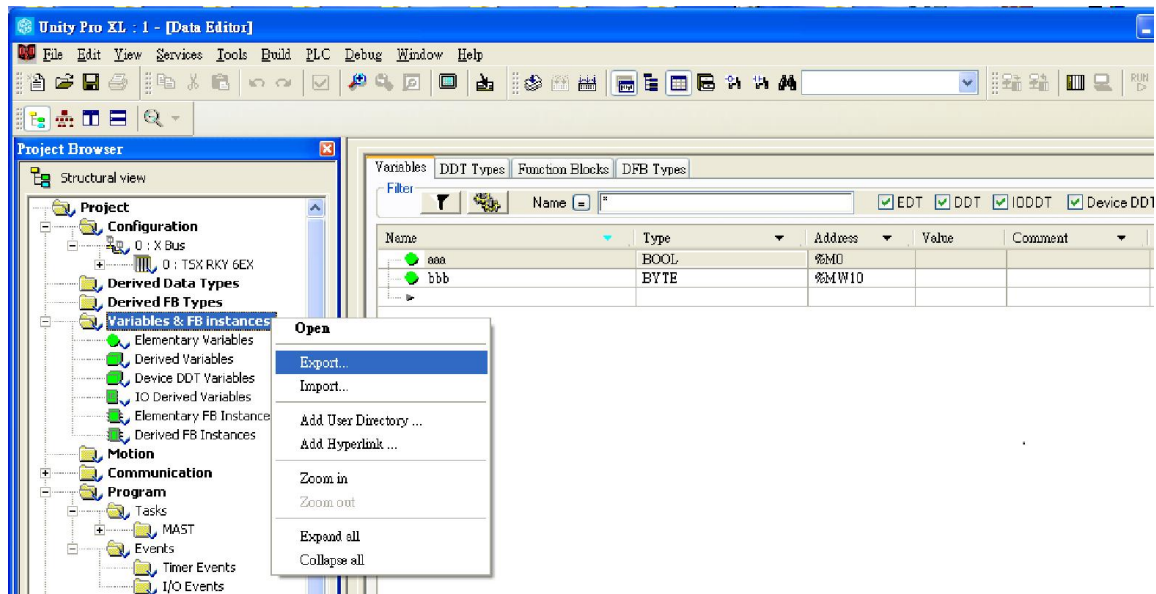 Unity Pro XL : 1 - [Data Editor]
File Edit View Services Tools Build PLC Debug Window Help
RUN
Project Browser
Structural view
Project
Configuration
0 : X Bus
0 : TSX RKY 6EX
Derived Data Types
Derived FB Types
Variables & FB instances
Elementary Variables
Derived Variables
Device DDT Variables
IO Derived Variables
Elementary FB Instance
Derived FB Instances
Motion
Communication
Program
Tasks
MAST
Events
Timer Events
I/O Events
Open
Export...
Import...
Add User Directory ...
Add Hyperlink ...
Zoom in
Zoom out
Expand all
Collapse all
Variables DDT Types Function Blocks DFB Types
Filter
Name = *
EDT DDT IODDT Device DDT
Name Type Address Value Comment
aaa BOOL %M0
bbb BYTE %MW10